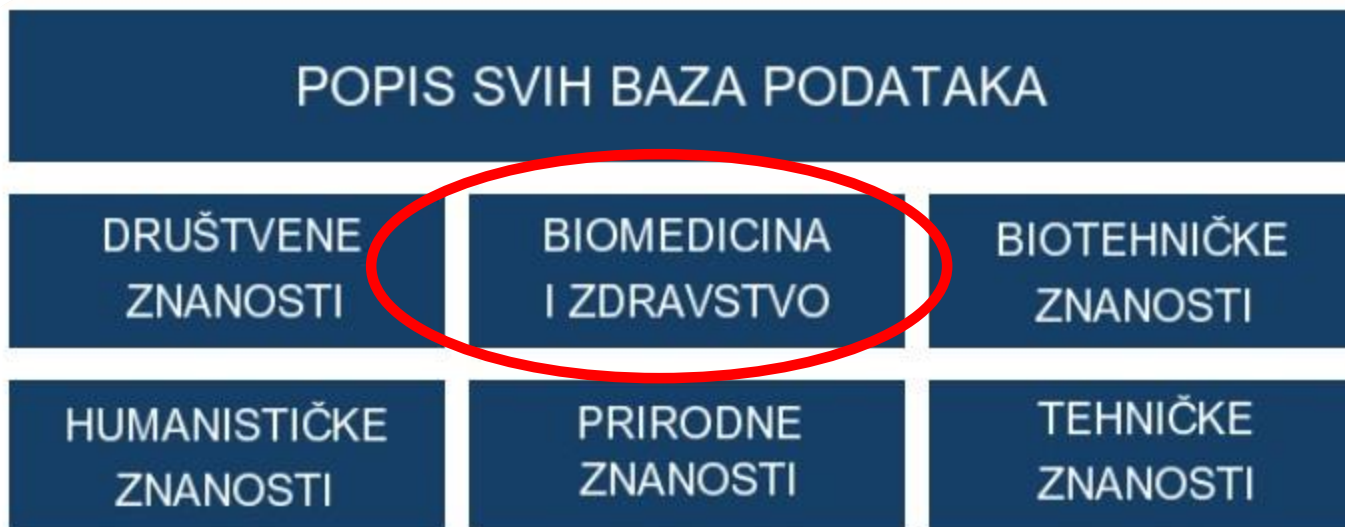 POPIS SVIH BAZA PODATAKA
DRUŠTVENE
ZNANOSTI
BIOMEDICINA
I ZDRAVSTVO
BIOTEHNIČKE
ZNANOSTI
HUMANISTIČKE
ZNANOSTI
PRIRODNE
ZNANOSTI
TEHNIČKE
ZNANOSTI